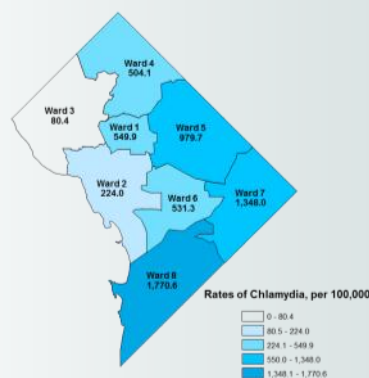 Ward 4
504.1
Ward 3
80.4
Ward 1
549.9
Ward 5
979.7
Ward 2
224.0
Ward 7
1,348.0
Ward 6
531.3
Ward 8
1,770.6
Rates of Chlamydia, per 100,000
0 - 80.4
80.5 - 224.0
224.1 - 549.9
550.0 - 1,348.0
1,348.1 - 1,770.6